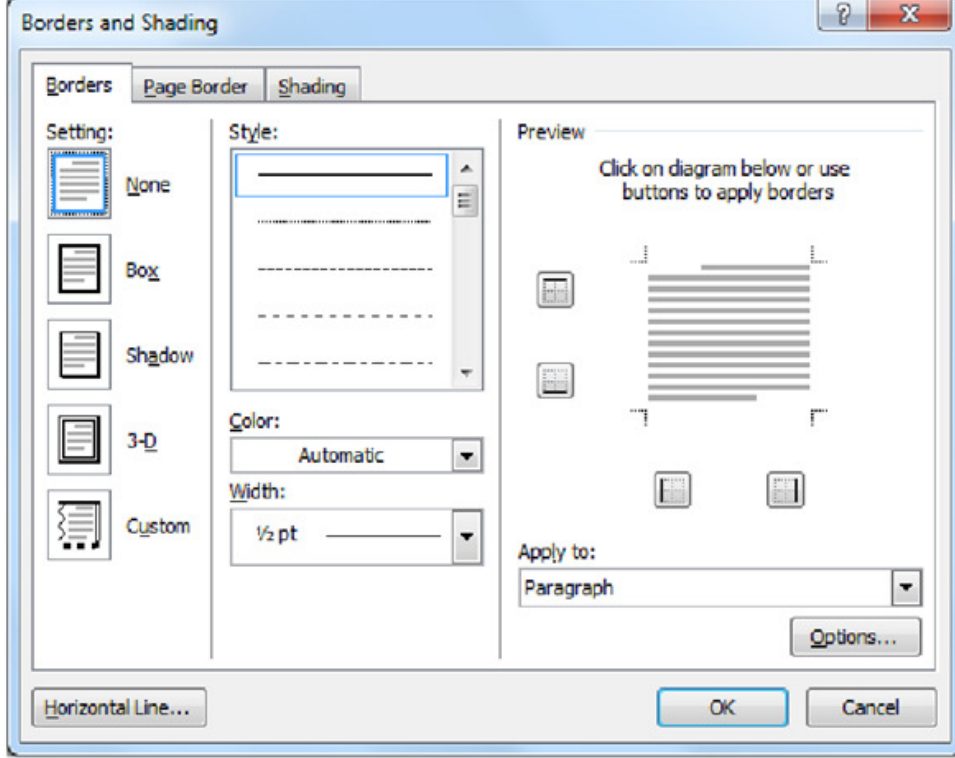 Borders and Shading
?
Borders
Page Border
Shading
Setting:
None
Box
Shadow
3-D
Custom
Style:
Color:
Automatic
Width:
½ pt
Preview
Click on diagram below or use
buttons to apply borders
Apply to:
Paragraph
Options...
Horizontal Line...
OK
Cancel